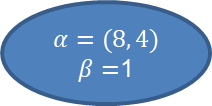 α = (8, 4)
β =1